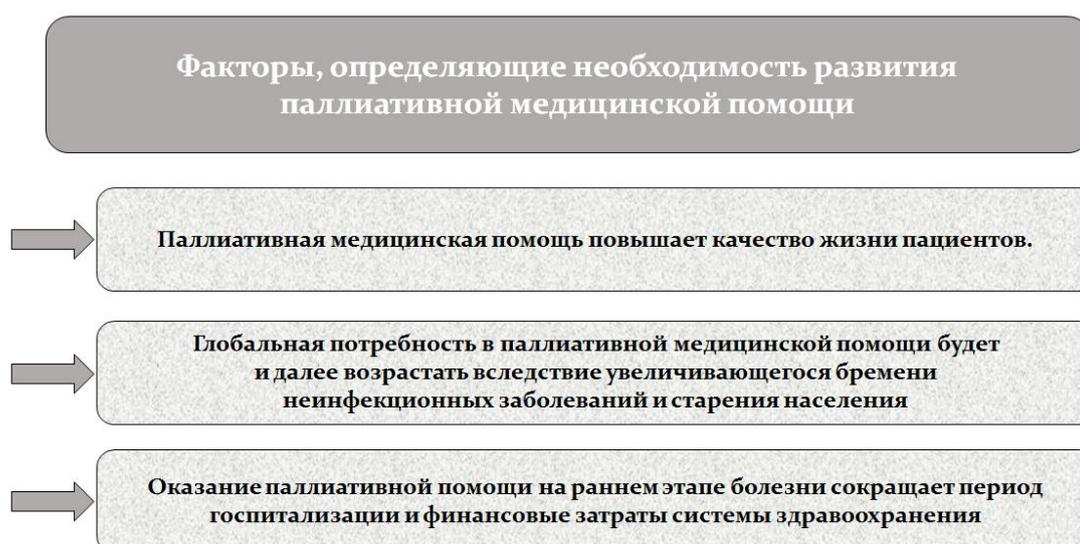 Факторы, определяющие необходимость развития
паллиативной медицинской помощи
Паллиативная медицинская помощь повышает качество жизни пациентов.
Глобальная потребность в паллиативной медицинской помощи будет
и далее возрастать вследствие увеличивающегося бремени
неинфекционных заболеваний и старения населения
Оказание паллиативной помощи на раннем этапе болезни сокращает период
госпитализации и финансовые затраты системы здравоохранения